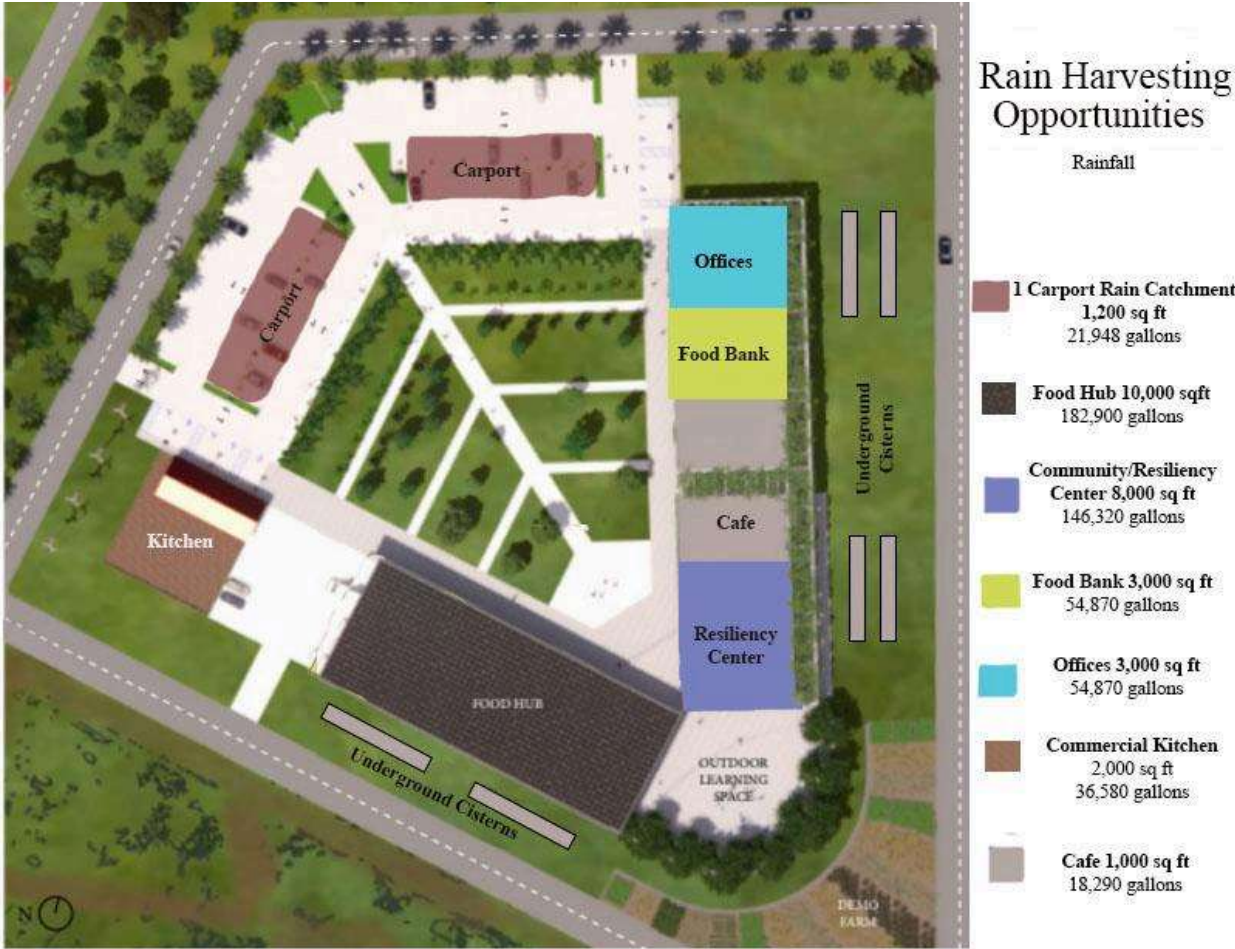 Rain Harvesting
Opportunities
Rainfall
1 Carport Rain Catchment
1,200 sq ft
21,948 gallons
Food Hub 10,000 sqft
182,900 gallons
Community/Resiliency
Center 8,000 sq ft
146,320 gallons
Food Bank 3,000 sq ft
54,870 gallons
Offices 3,000 sq ft
54,870 gallons
Commercial Kitchen
2,000 sq ft
36,580 gallons
Cafe 1,000 sq ft
18,290 gallons
Carport
Carport
Offices
Food Bank
Underground
Cisterns
Cafe
Kitchen
Resiliency
Center
FOOD HUB
Underground Cisterns
OUTDOOR
LEARNING
SPACE
DEMO
FARM
N